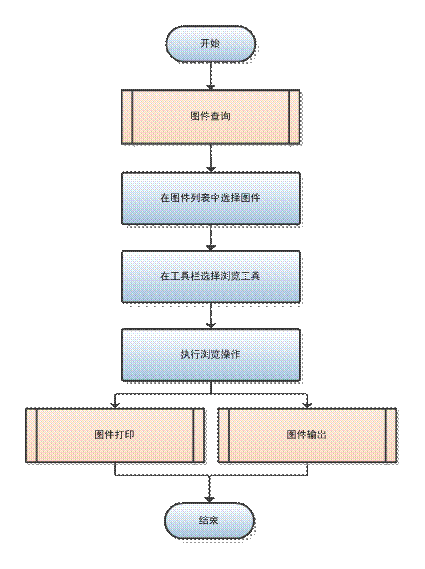 开始
图件查询
在图件列表中选择图件
在工具栏选择浏览工具
执行浏览操作
图件打印
图件输出
结束